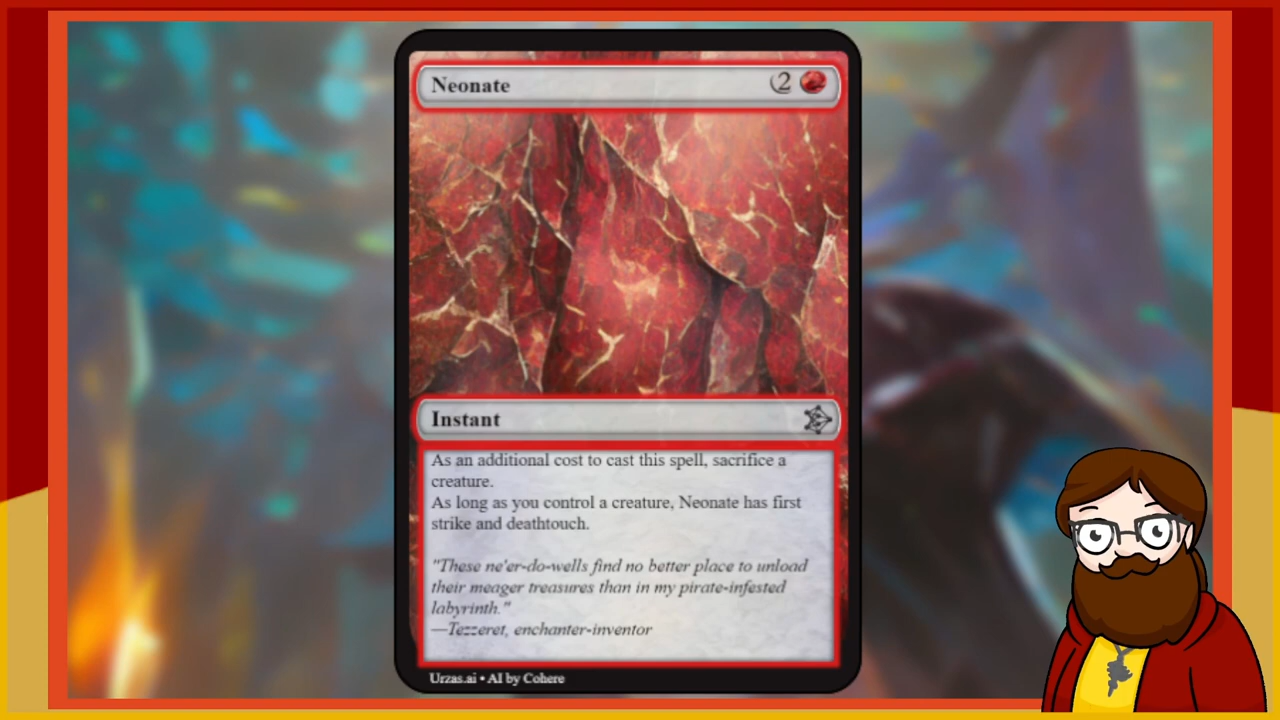 Neonate
2
Instant
As an additional cost to cast this spell, sacrifice a
creature.
As long as you control a creature, Neonate has first
strike and deathtouch.
"These ne'er-do-wells find no better place to unload
their meager treasures than in my pirate-infested
labyrinth."
—Tezzeret, enchanter-inventor
Urzas.ai • AI by Cohere